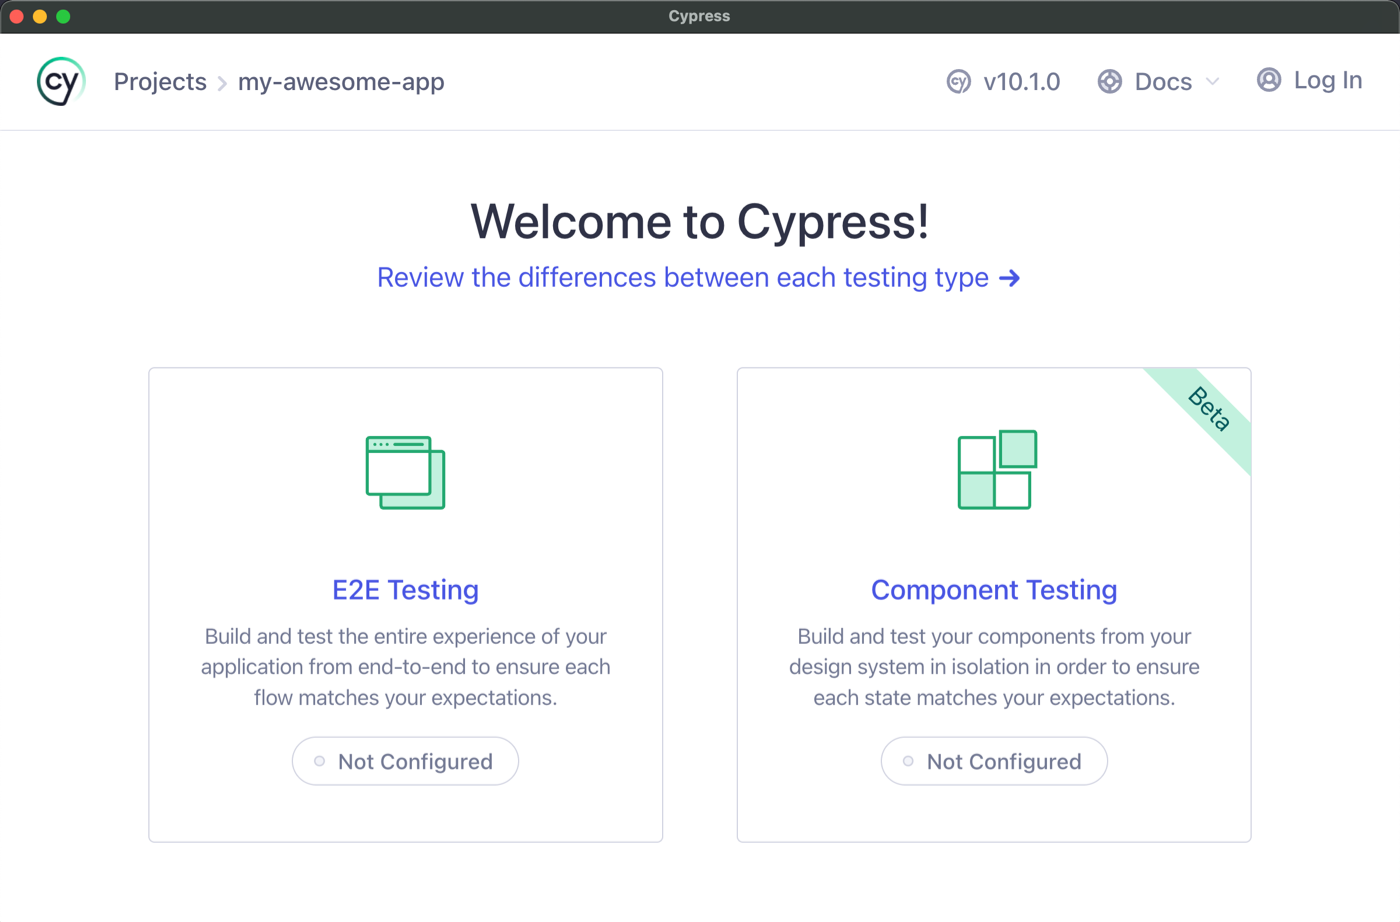 Cypress
cy
Projects
my-awesome-app
cy
v10.1.0
Docs
Log In
Welcome to Cypress!
Review the differences between each testing type →
Beta
E2E Testing
Build and test the entire experience of your
application from end-to-end to ensure each
flow matches your expectations.
Not Configured
Component Testing
Build and test your components from your
design system in isolation in order to ensure
each state matches your expectations.
Not Configured